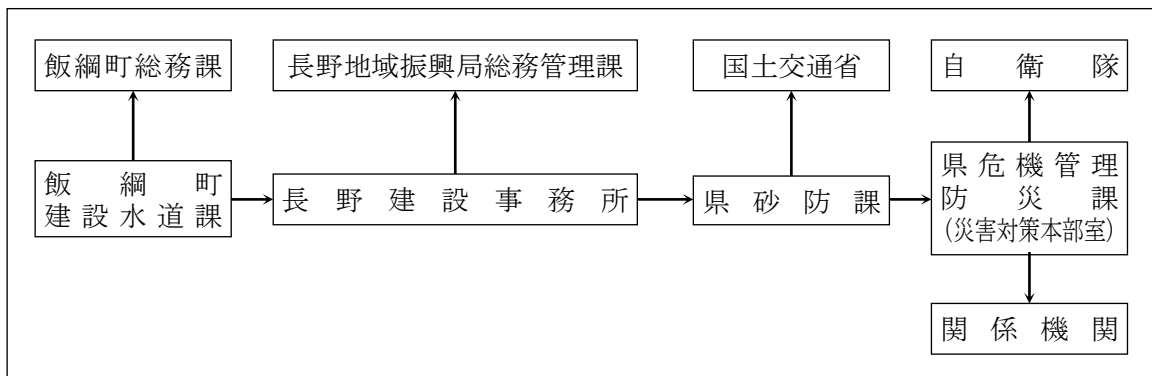 飯綱町総務課
長野地域振興局総務管理課
国土交通省
自衛隊
飯綱町
建設水道課
長野建設事務所
県砂防課
県危機管理
防災課
（災害対策本部室）
関係機関